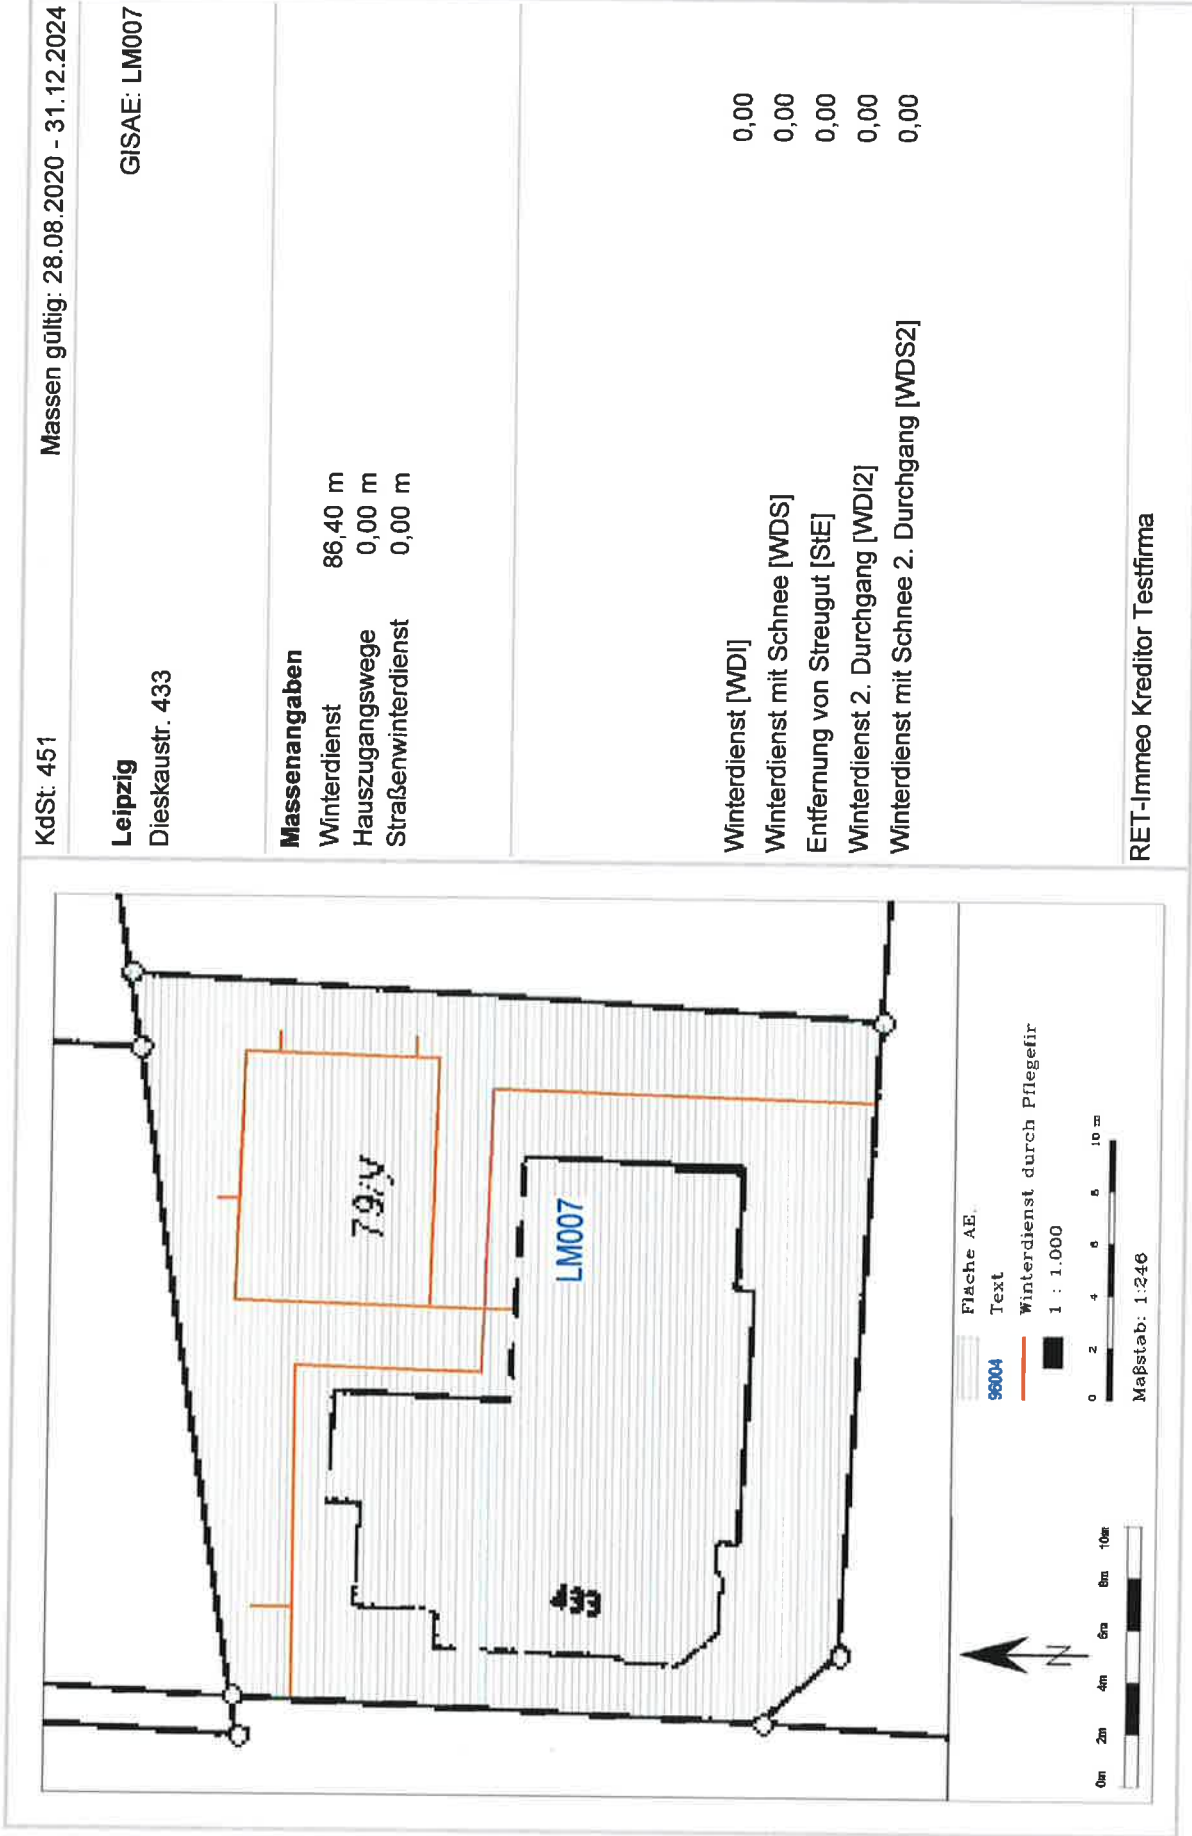 KdSt: 451 Massen gültig: 28.08.2020 - 31.12.2024
Leipzig GISAE: LM007
Dieskaustr. 433
Massenangaben
Winterdienst 86,40 m
Hauszugangswege 0,00 m
Straßenwinterdienst 0,00 m
Winterdienst [WDI] 0,00
Winterdienst mit Schnee [WDS] 0,00
Entfernung von Streugut [StE] 0,00
Winterdienst 2. Durchgang [WDI2] 0,00
Winterdienst mit Schnee 2. Durchgang [WDS2] 0,00
RET-Immeo Kreditor Testfirma
79/y
LM007
433
Fläche AE.
96004 Text
Winterdienst durch Pflegefir
1 : 1.000
0 2 4 6 8 10 m
Maßstab: 1:246
N
0m 2m 4m 6m 8m 10m